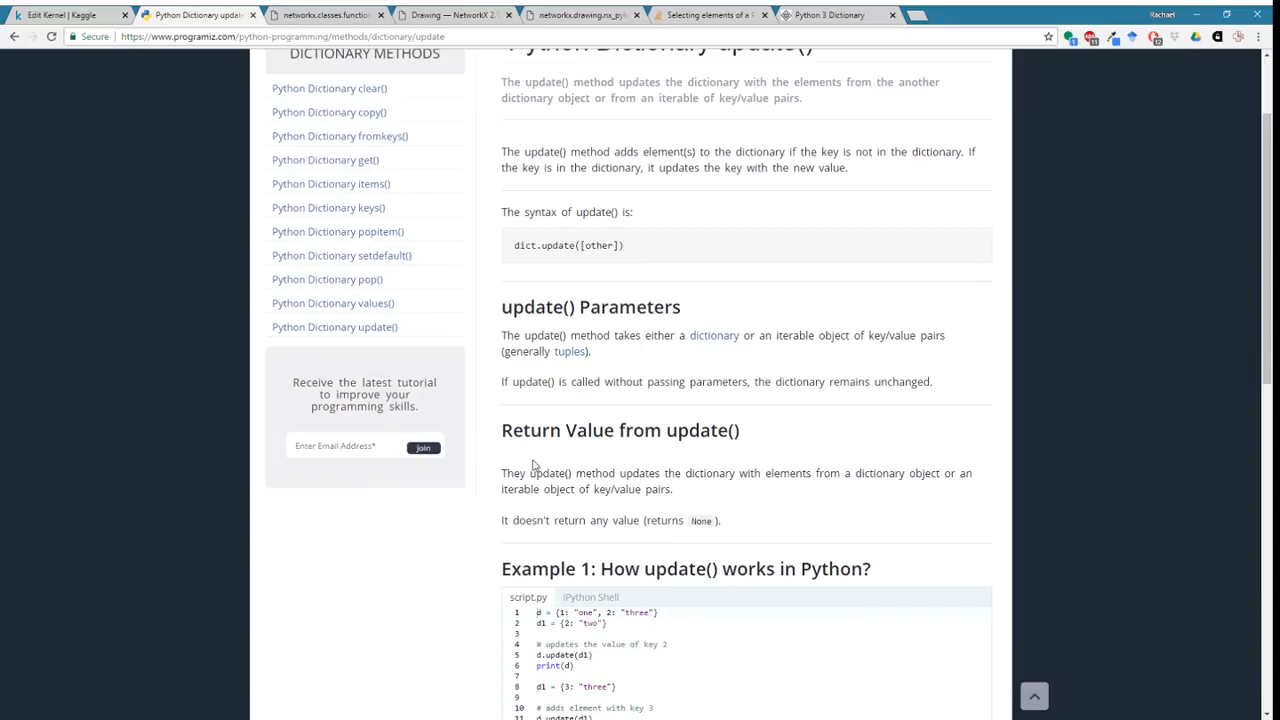 Edit Kernel | Kaggle
Python Dictionary updat
networkx.classes.function
Drawing — NetworkX 2.
networkx.drawing.nx_pyl
Selecting elements of a
Python 3 Dictionary
Rachael
Secure
https://www.programiz.com/python-programming/methods/dictionary/update
DICTIONARY METHODS
Python Dictionary clear()
Python Dictionary copy()
Python Dictionary fromkeys()
Python Dictionary get()
Python Dictionary items()
Python Dictionary keys()
Python Dictionary popitem()
Python Dictionary setdefault()
Python Dictionary pop()
Python Dictionary values()
Python Dictionary update()
Receive the latest tutorial
to improve your
programming skills.
Enter Email Address*
Join
Python Dictionary update()
The update() method updates the dictionary with the elements from the another
dictionary object or from an iterable of key/value pairs.
The update() method adds element(s) to the dictionary if the key is not in the dictionary. If
the key is in the dictionary, it updates the key with the new value.
The syntax of update() is:
dict.update([other])
update() Parameters
The update() method takes either a dictionary or an iterable object of key/value pairs
(generally tuples).
If update() is called without passing parameters, the dictionary remains unchanged.
Return Value from update()
They update() method updates the dictionary with elements from a dictionary object or an
iterable object of key/value pairs.
It doesn't return any value (returns None ).
Example 1: How update() works in Python?
script.py
IPython Shell
1 d = {1: "one", 2: "three"}
2 d1 = {2: "two"}
3
4 # updates the value of key 2
5 d.update(d1)
6 print(d)
7
8 d1 = {3: "three"}
9
10 # adds element with key 3
11 d.update(d1)